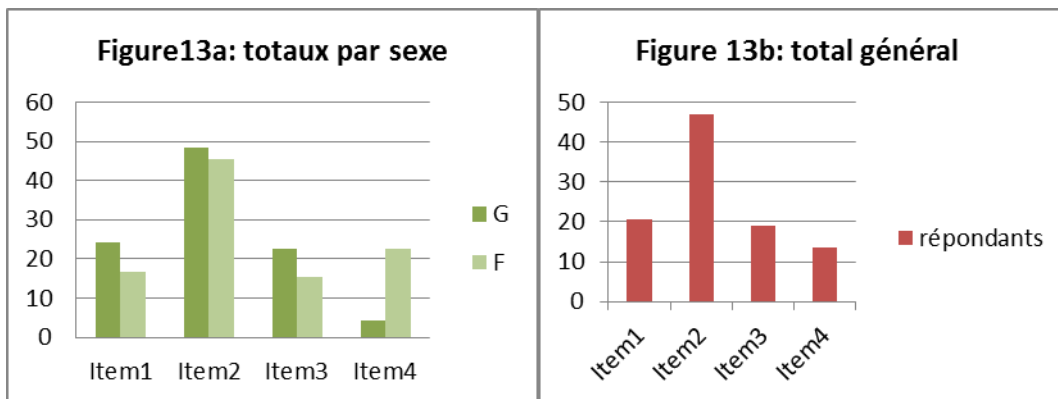 Figure13a: totaux par sexe
60
50
40
30
20
10
0
Item1 Item2 Item3 Item4
G
F
Figure 13b: total général
50
40
30
20
10
0
Item1 Item2 Item3 Item4
répondants